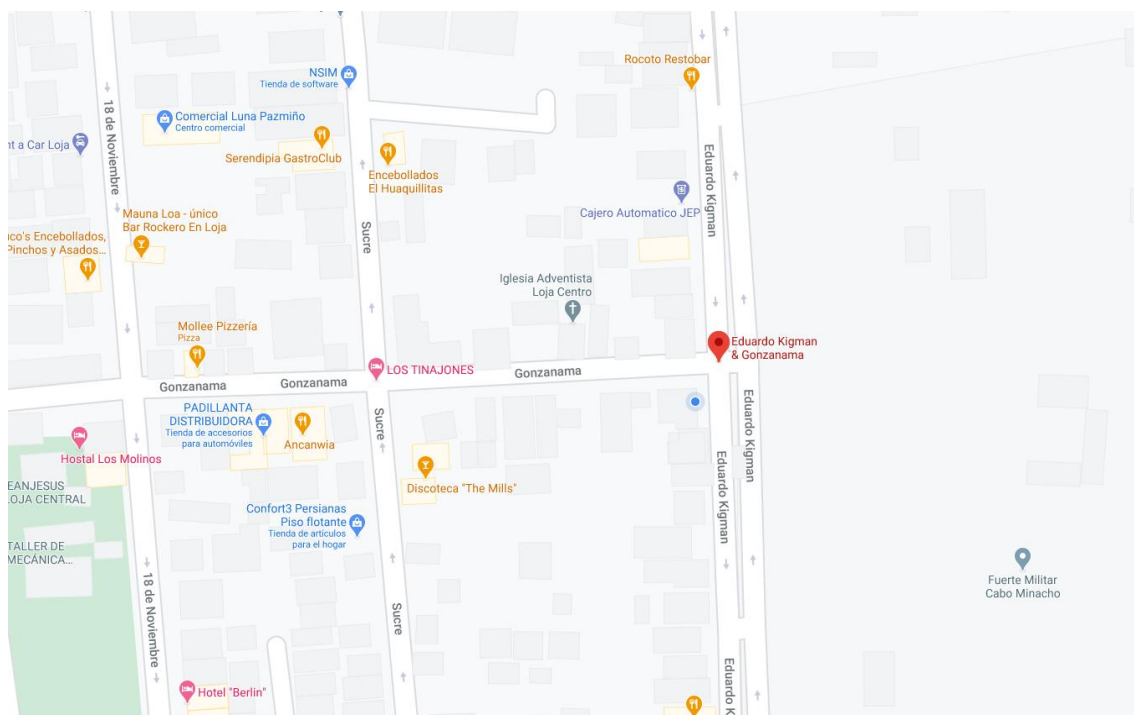 Rocoto Restobar
NSIM
Tienda de software
18 de Noviembre
Comercial Luna Pazmiño
Centro comercial
nt a Car Loja
Serendipia GastroClub
Encebollados
El Huaquillitas
Eduardo Kigman
Cajero Automatico JEP
Mauna Loa - único
Bar Rockero En Loja
co's Encebollados,
Pinchos y Asados...
Sucre
Iglesia Adventista
Loja Centro
Mollee Pizzería
Pizza
Eduardo Kigman
& Gonzanama
LOS TINAJONES
Gonzanama
Gonzanama
Gonzanama
PADILLANTA
DISTRIBUIDORA
Tienda de accesorios
para automóviles
Ancanwia
Sucre
Eduardo Kigman
Hostal Los Molinos
Discoteca "The Mills"
Eduardo Kigman
EANJESUS
LOJA CENTRAL
Confort3 Persianas
Piso flotante
Tienda de artículos
para el hogar
TALLER DE
MECÁNICA...
Fuerte Militar
Cabo Minacho
18 de Noviembre
Sucre
Hotel "Berlin"
Eduardo K